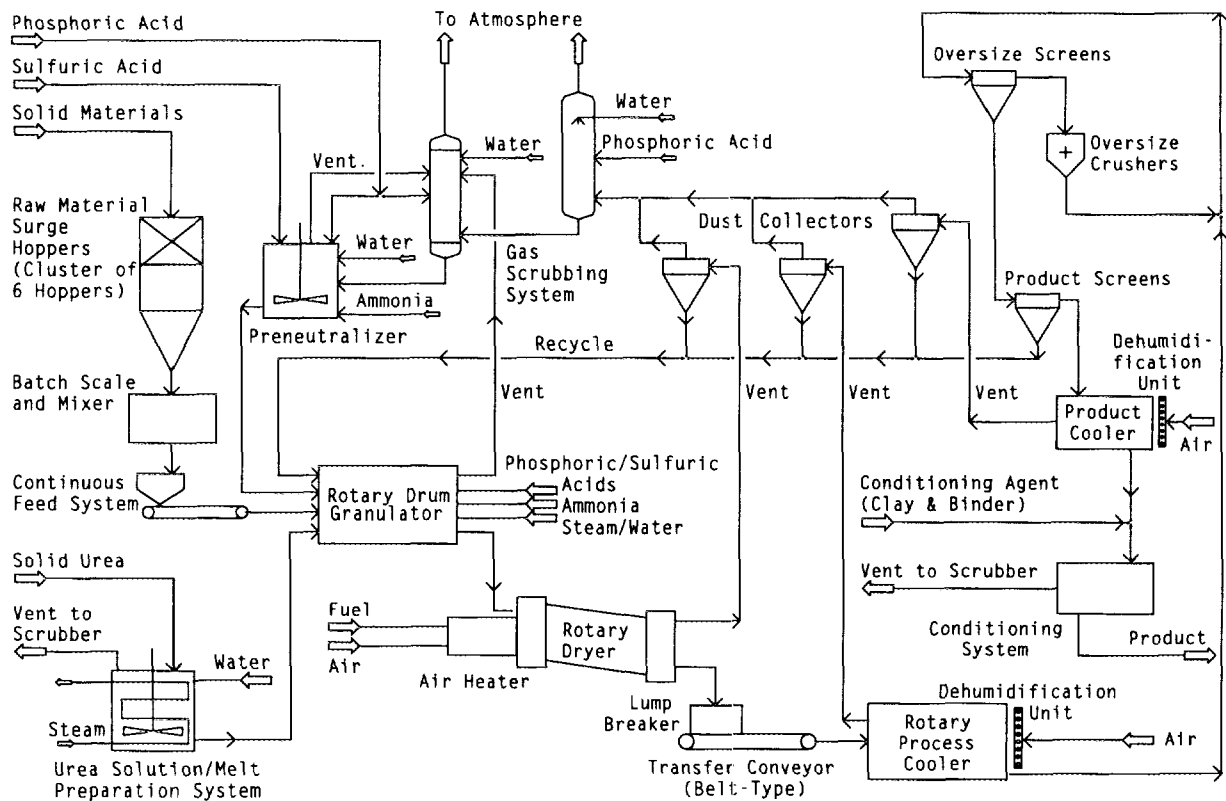 Phosphoric Acid
Sulfuric Acid
Solid Materials
To Atmosphere
Water
Phosphoric Acid
Water
Vent.
Oversize Screens
Oversize
Crushers
Raw Material
Surge
Hoppers
(Cluster of
6 Hoppers)
Water
Ammonia
Preneutralizer
Gas
Scrubbing
System
Dust Collectors
Product Screens
Recycle
Vent
Vent
Vent
Vent
Dehumidi-
fication
Unit
Product
Cooler
Air
Batch Scale
and Mixer
Continuous
Feed System
Rotary Drum
Granulator
Phosphoric/Sulfuric
Acids
Ammonia
Steam/Water
Conditioning Agent
(Clay & Binder)
Vent to Scrubber
Conditioning
System
Product
Solid Urea
Vent to
Scrubber
Water
Steam
Urea Solution/Melt
Preparation System
Fuel
Air
Air Heater
Rotary
Dryer
Lump
Breaker
Transfer Conveyor
(Belt-Type)
Rotary
Process
Cooler
Dehumidification
Unit
Air